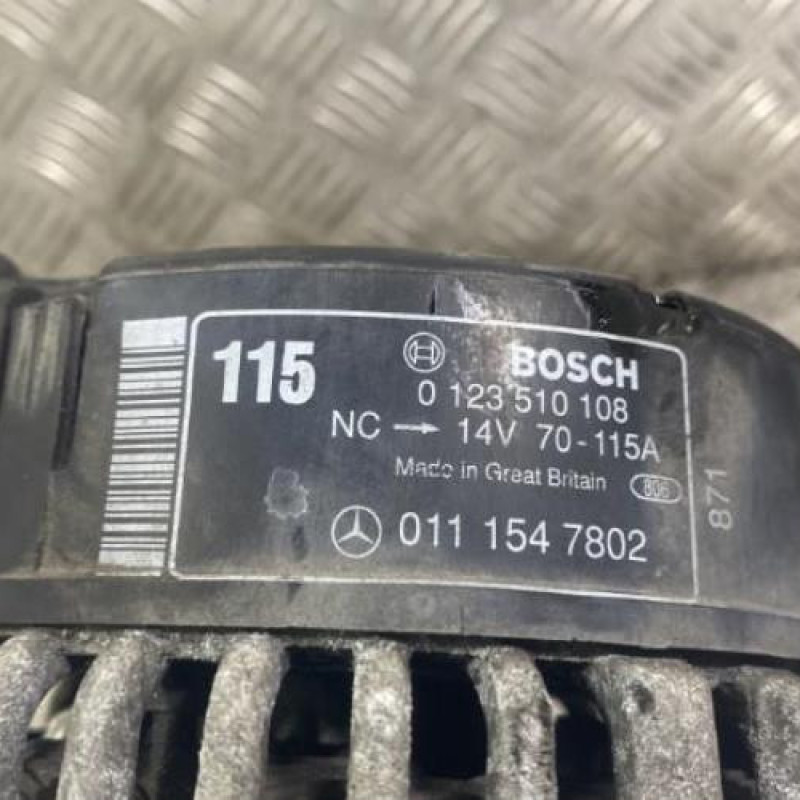 115
BOSCH
0 123 510 108
NC → 14V 70-115A
Made in Great Britain 806
011 154 7802
871